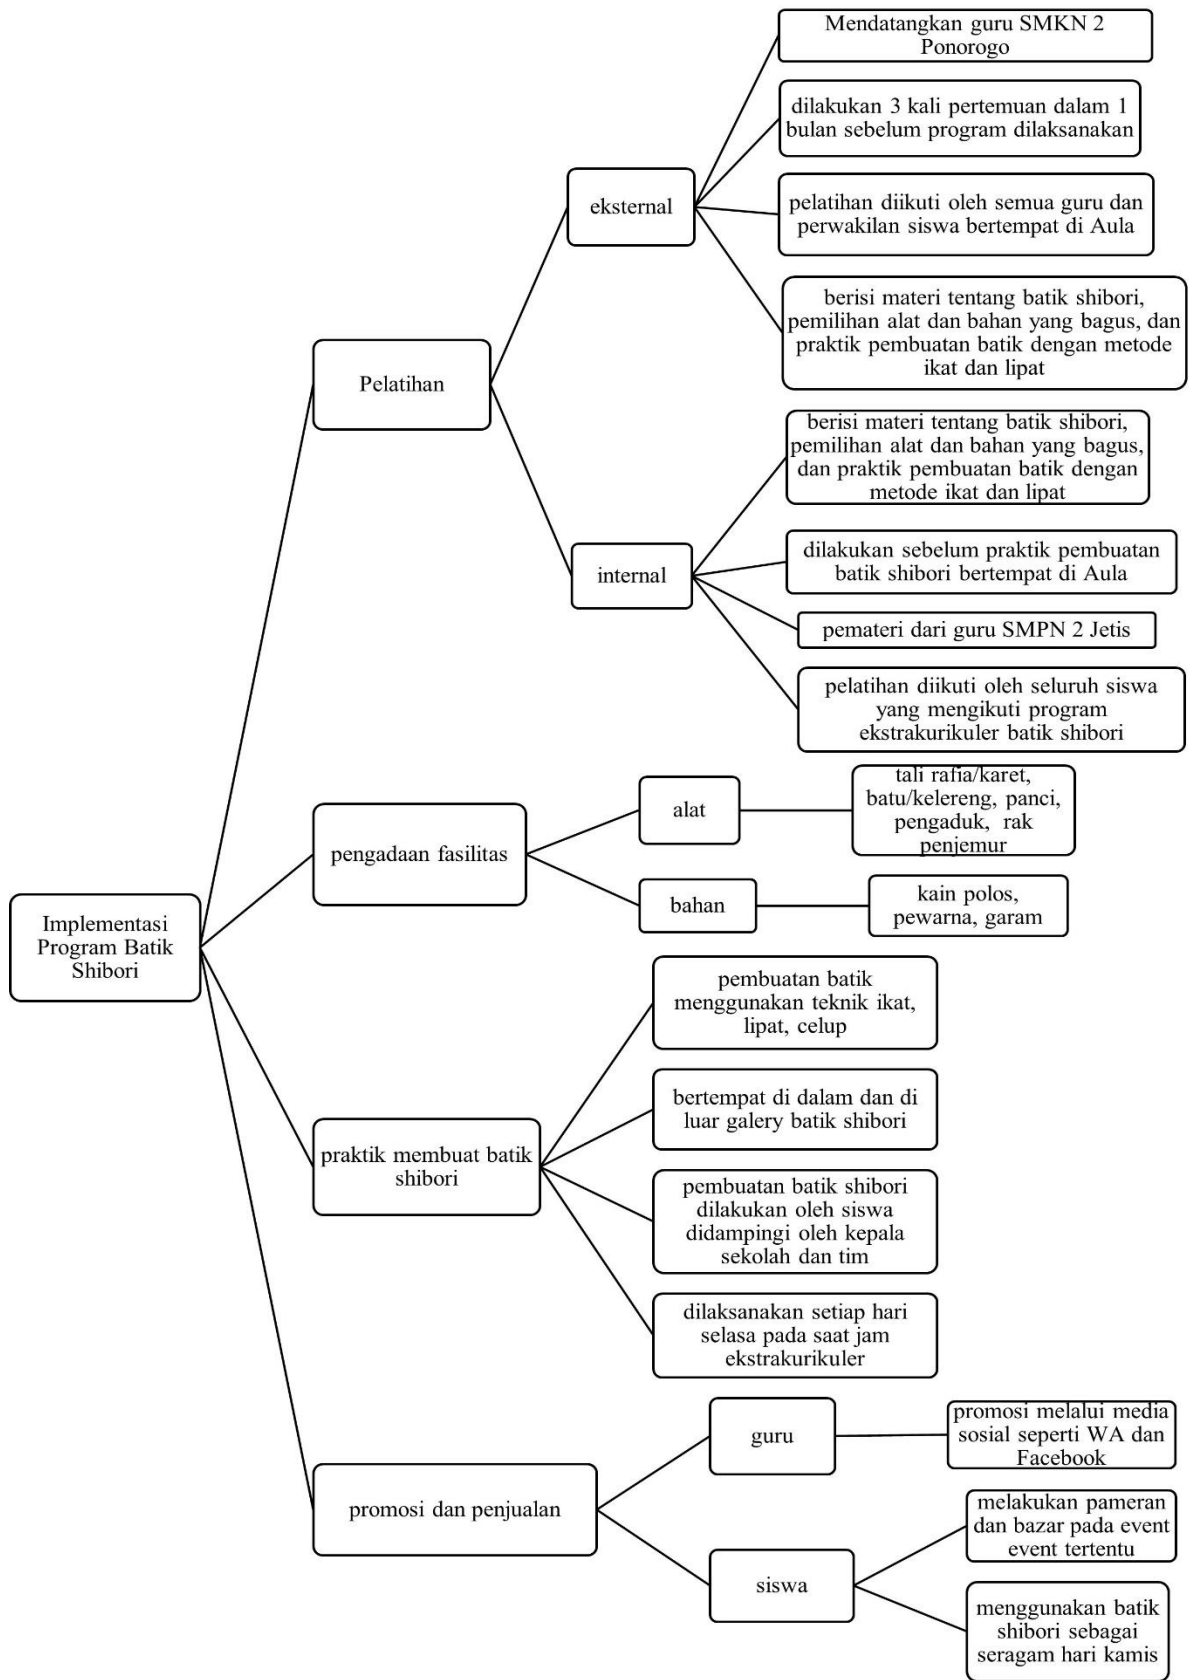 Implementasi
Program Batik
Shibori
Pelatihan
eksternal
Mendatangkan guru SMKN 2
Ponorogo
dilakukan 3 kali pertemuan dalam 1
bulan sebelum program dilaksanakan
pelatihan diikuti oleh semua guru dan
perwakilan siswa bertempat di Aula
berisi materi tentang batik shibori,
pemilihan alat dan bahan yang bagus, dan
praktik pembuatan batik dengan metode
ikat dan lipat
internal
berisi materi tentang batik shibori,
pemilihan alat dan bahan yang bagus,
dan praktik pembuatan batik dengan
metode ikat dan lipat
dilakukan sebelum praktik pembuatan
batik shibori bertempat di Aula
pemateri dari guru SMPN 2 Jetis
pelatihan diikuti oleh seluruh siswa
yang mengikuti program
ekstrakurikuler batik shibori
pengadaan fasilitas
alat
tali rafia/karet,
batu/kelereng, panci,
pengaduk, rak
penjemur
bahan
kain polos,
pewarna, garam
praktik membuat batik
shibori
pembuatan batik
menggunakan teknik ikat,
lipat, celup
bertempat di dalam dan di
luar galery batik shibori
pembuatan batik shibori
dilakukan oleh siswa
didampingi oleh kepala
sekolah dan tim
dilaksanakan setiap hari
selasa pada saat jam
ekstrakurikuler
promosi dan penjualan
guru
promosi melalui media
sosial seperti WA dan
Facebook
siswa
melakukan pameran
dan bazar pada event
event tertentu
menggunakan batik
shibori sebagai
seragam hari kamis